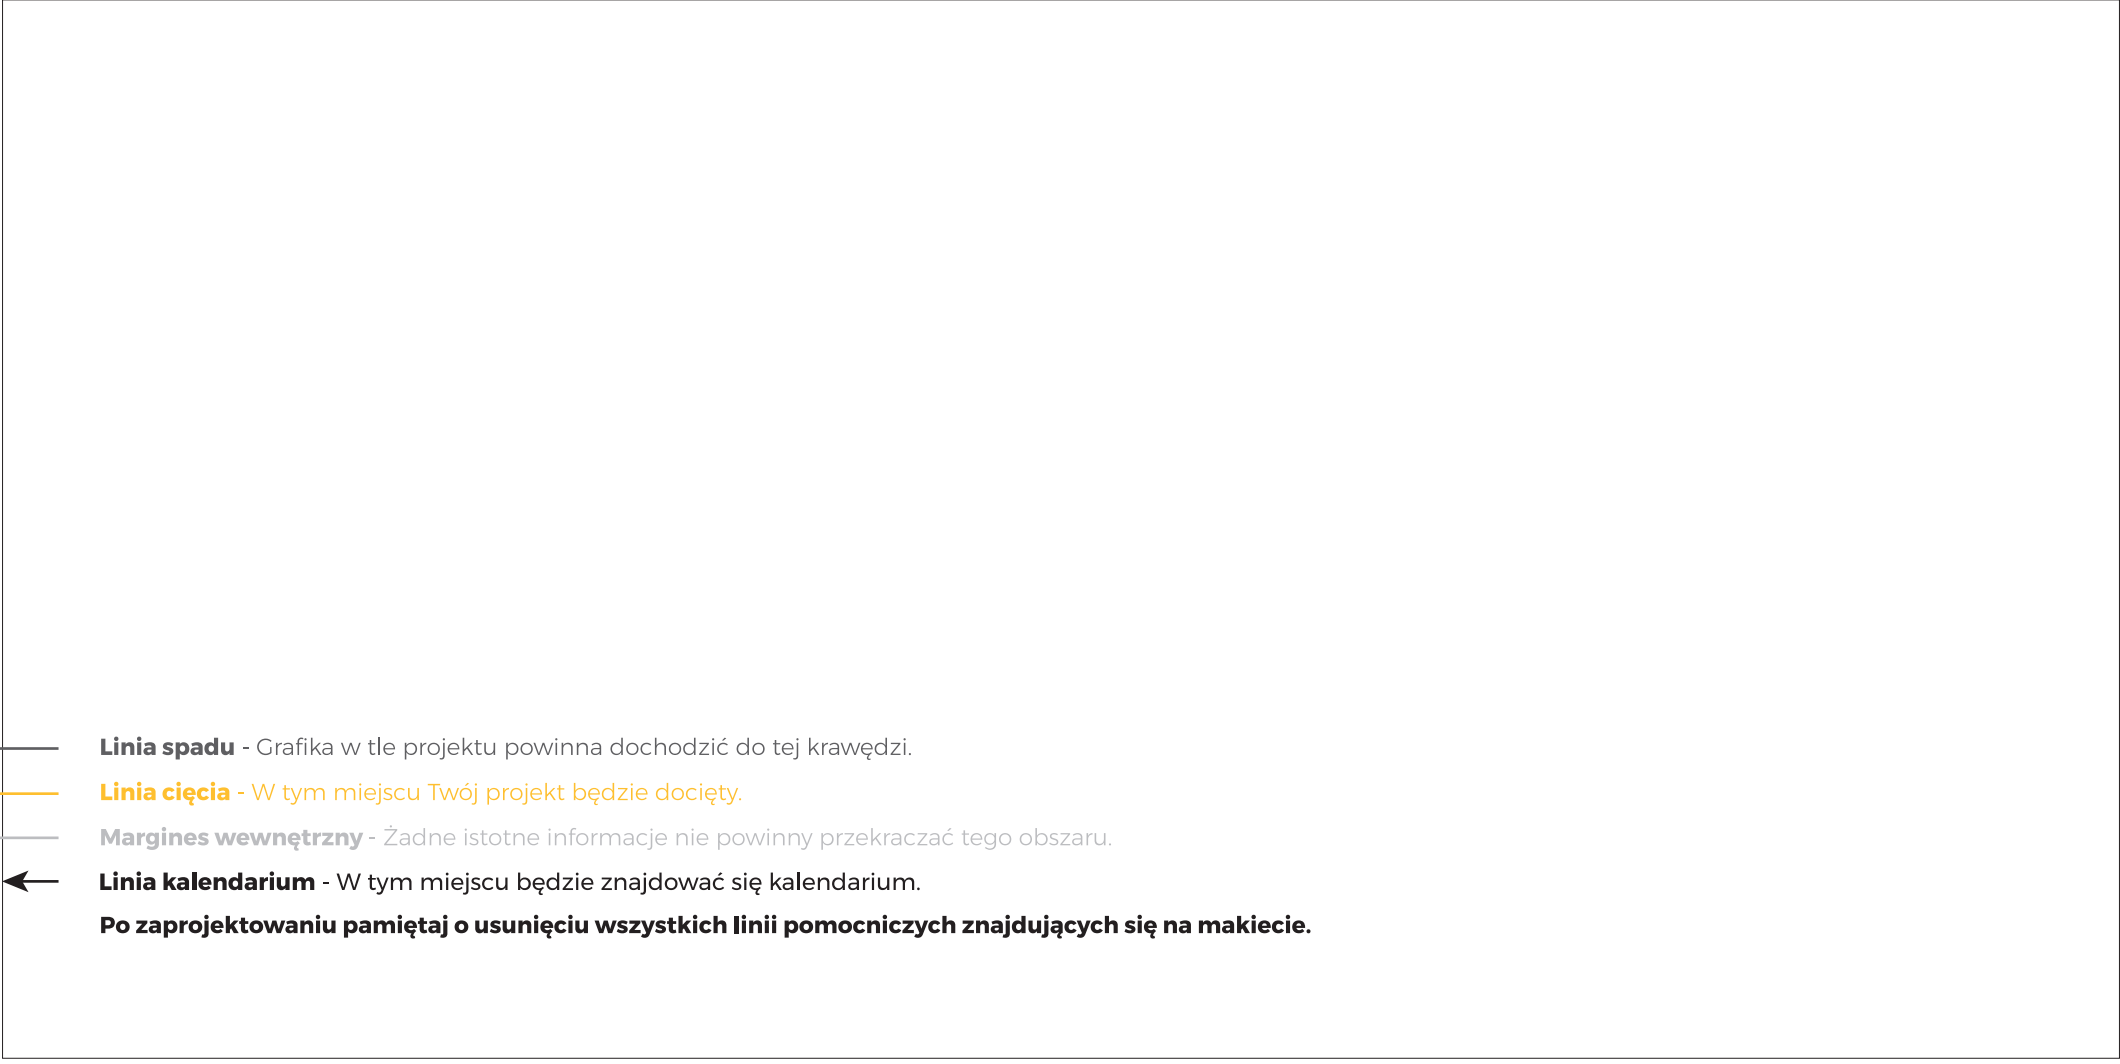 Linia spadu - Grafika w tle projektu powinna dochodzić do tej krawędzi.
Linia cięcia - W tym miejscu Twój projekt będzie docięty.
Margines wewnętrzny - Żadne istotne informacje nie powinny przekraczać tego obszaru.
Linia kalendarium - W tym miejscu będzie znajdować się kalendarium.
Po zaprojektowaniu pamiętaj o usunięciu wszystkich linii pomocniczych znajdujących się na makiecie.